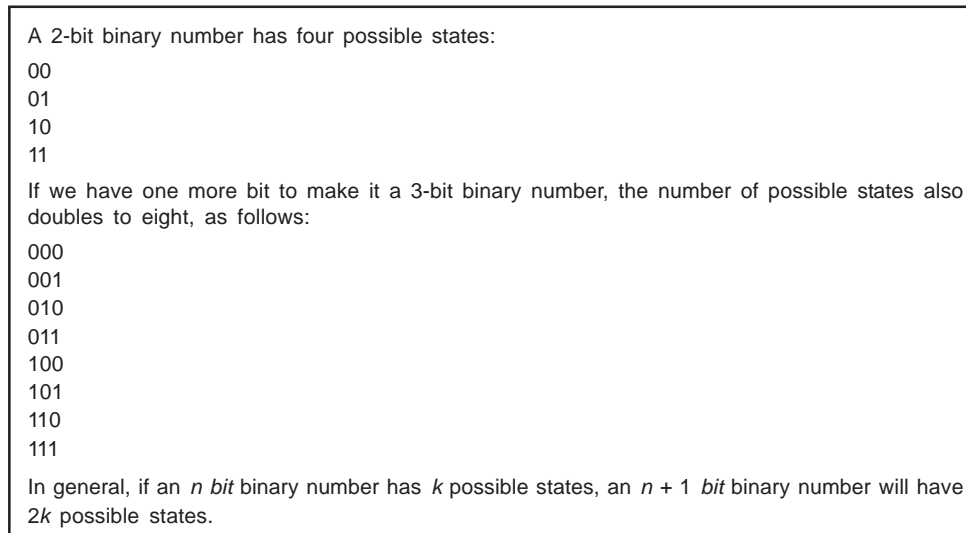 A 2-bit binary number has four possible states:
00
01
10
11
If we have one more bit to make it a 3-bit binary number, the number of possible states also
doubles to eight, as follows:
000
001
010
011
100
101
110
111
In general, if an n bit binary number has k possible states, an n + 1 bit binary number will have
2k possible states.